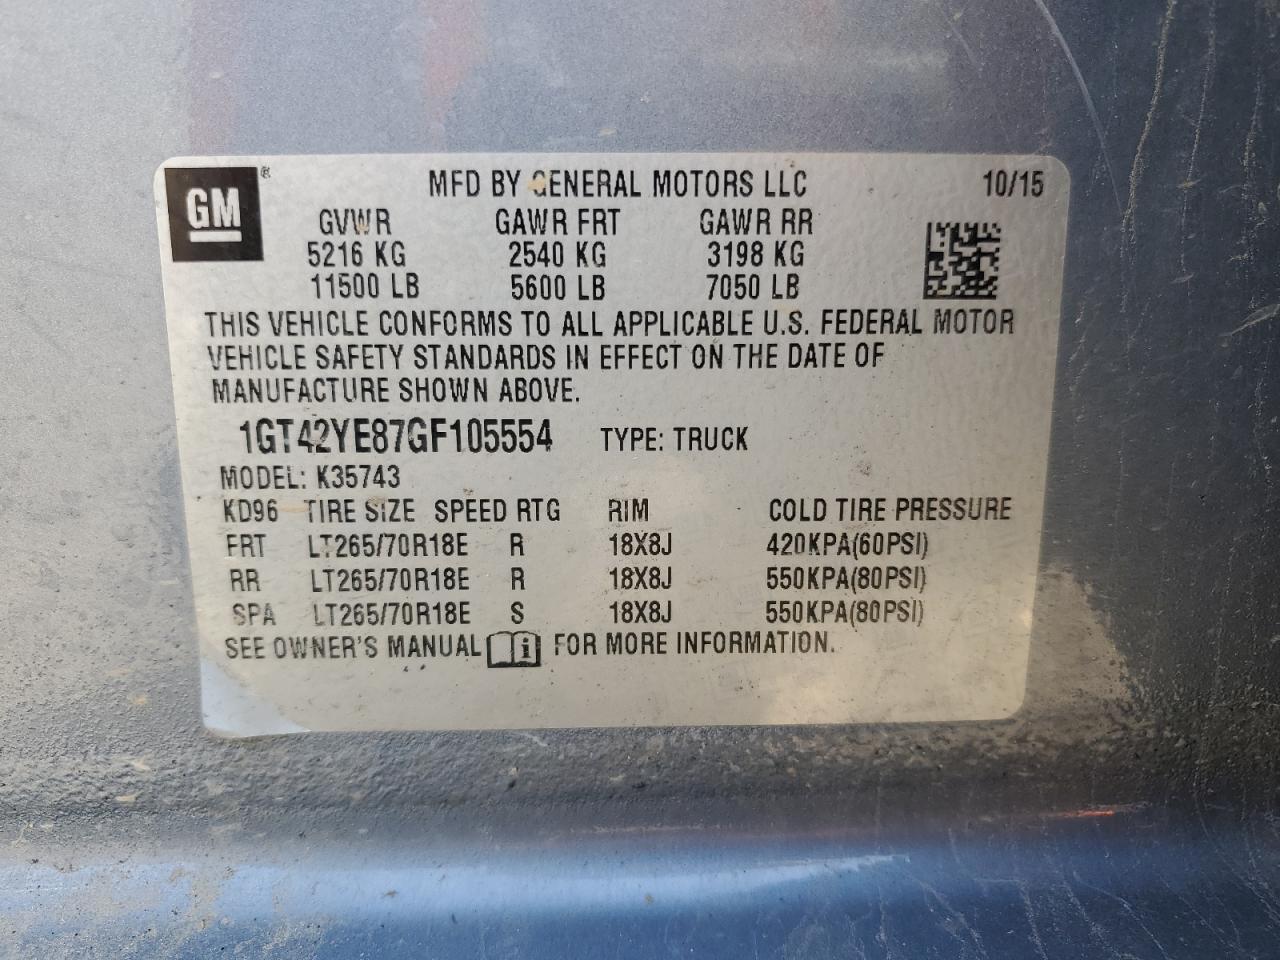 GM®
MFD BY GENERAL MOTORS LLC 10/15
GVWR GAWR FRT GAWR RR
5216 KG 2540 KG 3198 KG
11500 LB 5600 LB 7050 LB
THIS VEHICLE CONFORMS TO ALL APPLICABLE U.S. FEDERAL MOTOR
VEHICLE SAFETY STANDARDS IN EFFECT ON THE DATE OF
MANUFACTURE SHOWN ABOVE.
1GT42YE87GF105554 TYPE: TRUCK
MODEL: K35743
KD96 TIRE SIZE SPEED RTG RIM COLD TIRE PRESSURE
FRT LT265/70R18E R 18X8J 420KPA(60PSI)
RR LT265/70R18E R 18X8J 550KPA(80PSI)
SPA LT265/70R18E S 18X8J 550KPA(80PSI)
SEE OWNER'S MANUAL i FOR MORE INFORMATION.